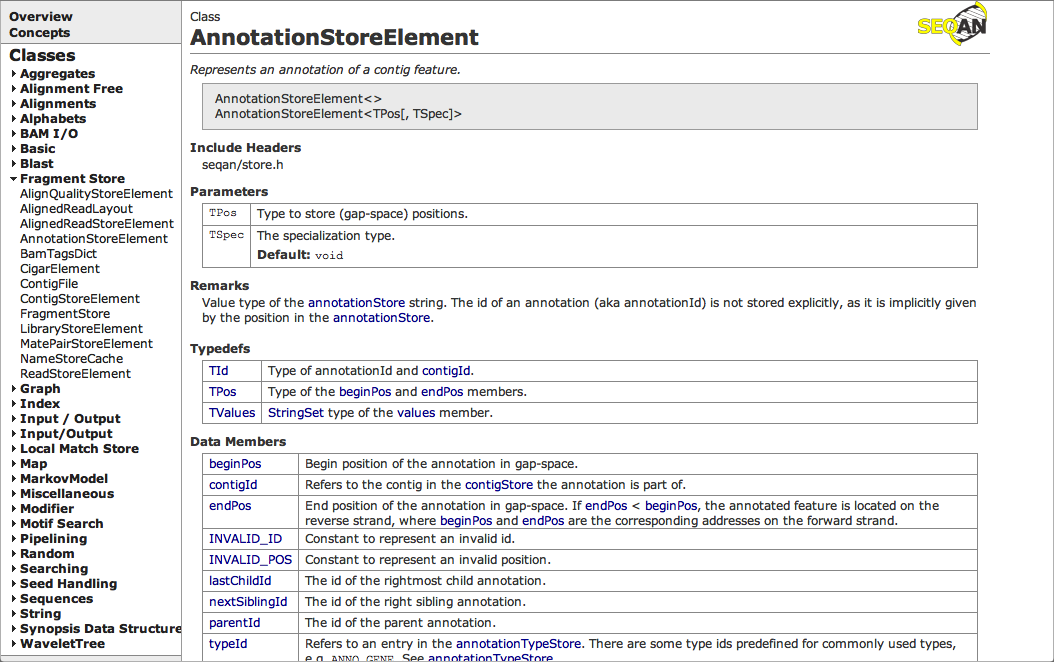 Overview
Concepts
Classes
Aggregates
Alignment Free
Alignments
Alphabets
BAM I/O
Basic
Blast
Fragment Store
AlignQualityStoreElement
AlignedReadLayout
AlignedReadStoreElement
AnnotationStoreElement
BamTagsDict
CigarElement
ContigFile
ContigStoreElement
FragmentStore
LibraryStoreElement
MatePairStoreElement
NameStoreCache
ReadStoreElement
Graph
Index
Input / Output
Input/Output
Local Match Store
Map
MarkovModel
Miscellaneous
Modifier
Motif Search
Pipelining
Random
Searching
Seed Handling
Sequences
String
Synopsis Data Structure
WaveletTree
Class
AnnotationStoreElement
SEQAN
Represents an annotation of a contig feature.
AnnotationStoreElement<>
AnnotationStoreElement<TPos[, TSpec]>
Include Headers
seqan/store.h
Parameters
TPos Type to store (gap-space) positions.
TSpec The specialization type.
Default: void
Remarks
Value type of the annotationStore string. The id of an annotation (aka annotationId) is not stored explicitly, as it is implicitly given
by the position in the annotationStore.
Typedefs
TId Type of annotationId and contigId.
TPos Type of the beginPos and endPos members.
TValues StringSet type of the values member.
Data Members
beginPos Begin position of the annotation in gap-space.
contigId Refers to the contig in the contigStore the annotation is part of.
endPos End position of the annotation in gap-space. If endPos < beginPos, the annotated feature is located on the
reverse strand, where beginPos and endPos are the corresponding addresses on the forward strand.
INVALID_ID Constant to represent an invalid id.
INVALID_POS Constant to represent an invalid position.
lastChildId The id of the rightmost child annotation.
nextSiblingId The id of the right sibling annotation.
parentId The id of the parent annotation.
typeId Refers to an entry in the annotationTypeStore. There are some type ids predefined for commonly used types,
e.g. ANNO_GENE. See annotationTypeStore.